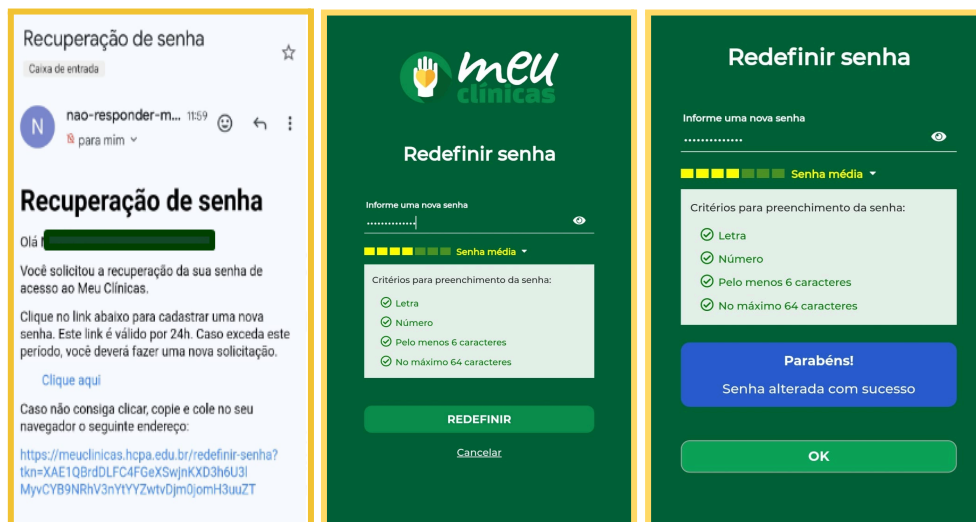 Recuperação de senha
Caixa de entrada
N
nao-responder-m... 11:59
para mim
Recuperação de senha
Olá
Você solicitou a recuperação da sua senha de
acesso ao Meu Clínicas.
Clique no link abaixo para cadastrar uma nova
senha. Este link é válido por 24h. Caso exceda este
período, você deverá fazer uma nova solicitação.
Clique aqui
Caso não consiga clicar, copie e cole no seu
navegador o seguinte endereço:
https://meuclinicas.hcpa.edu.br/redefinir-senha?
tkn=XAE1QBrdDLFC4FGeXSwjnKXD3h6U3l
MyvCYB9NRhV3nYtYYZwtvDjm0jomH3uuZT
meu
clínicas
Redefinir senha
Informe uma nova senha
Senha média
Critérios para preenchimento da senha:
Letra
Número
Pelo menos 6 caracteres
No máximo 64 caracteres
REDEFINIR
Cancelar
Redefinir senha
Informe uma nova senha
Senha média
Critérios para preenchimento da senha:
Letra
Número
Pelo menos 6 caracteres
No máximo 64 caracteres
Parabéns!
Senha alterada com sucesso
OK